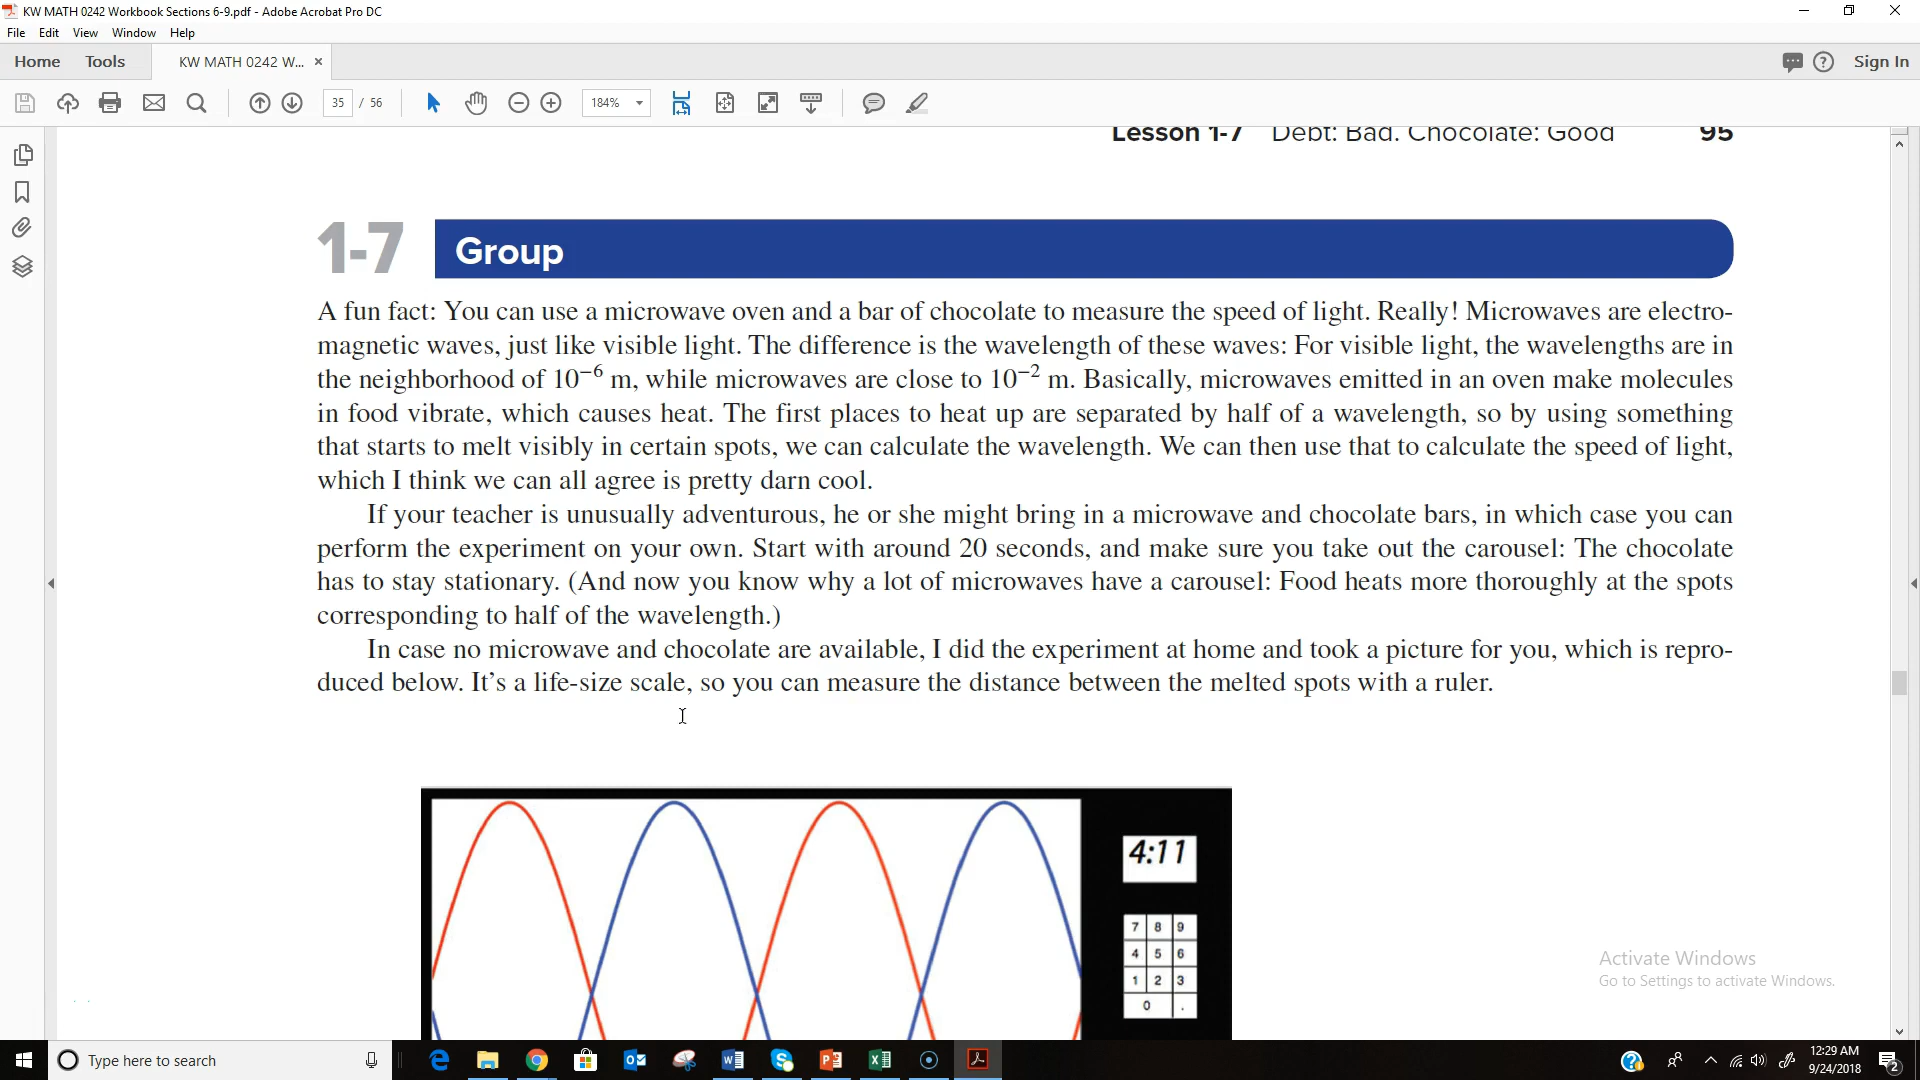 KW MATH 0242 Workbook Sections 6-9.pdf - Adobe Acrobat Pro DC
File Edit View Window Help
Home Tools KW MATH 0242 W... × Sign In
35 / 56 184%
Lesson 1-7 Debt: Bad. Chocolate: Good 95
1-7 Group
A fun fact: You can use a microwave oven and a bar of chocolate to measure the speed of light. Really! Microwaves are electro-
magnetic waves, just like visible light. The difference is the wavelength of these waves: For visible light, the wavelengths are in
the neighborhood of 10⁻⁶ m, while microwaves are close to 10⁻² m. Basically, microwaves emitted in an oven make molecules
in food vibrate, which causes heat. The first places to heat up are separated by half of a wavelength, so by using something
that starts to melt visibly in certain spots, we can calculate the wavelength. We can then use that to calculate the speed of light,
which I think we can all agree is pretty darn cool.
If your teacher is unusually adventurous, he or she might bring in a microwave and chocolate bars, in which case you can
perform the experiment on your own. Start with around 20 seconds, and make sure you take out the carousel: The chocolate
has to stay stationary. (And now you know why a lot of microwaves have a carousel: Food heats more thoroughly at the spots
corresponding to half of the wavelength.)
In case no microwave and chocolate are available, I did the experiment at home and took a picture for you, which is repro-
duced below. It's a life-size scale, so you can measure the distance between the melted spots with a ruler.
4:11
7 8 9
4 5 6
1 2 3
0 .
Activate Windows
Go to Settings to activate Windows.
Type here to search
12:29 AM
9/24/2018
2